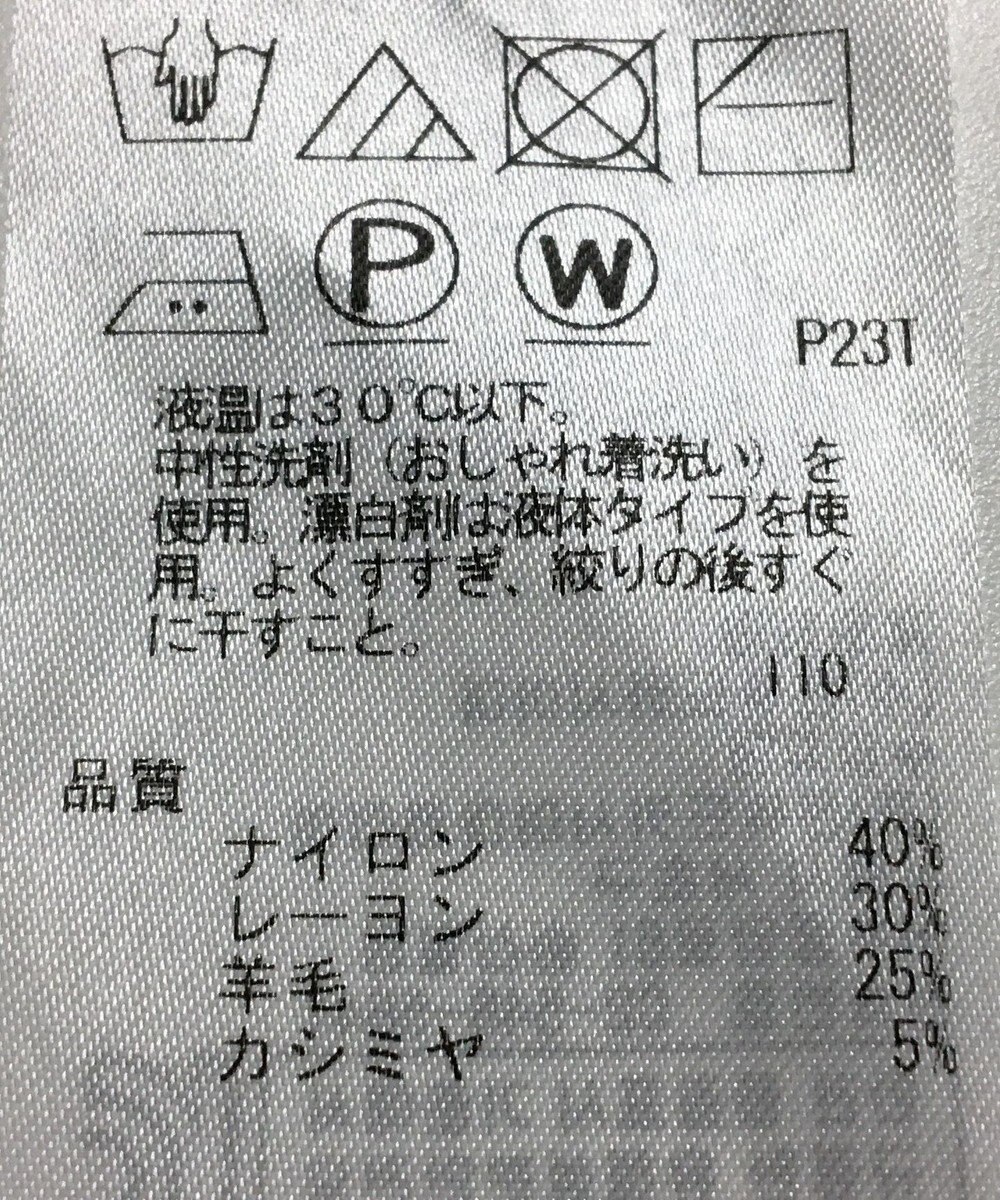 P
W
P23T
液温は30℃以下。
中性洗剤（おしゃれ着洗い）を
使用。漂白剤は液体タイプを使
用。よくすすぎ、絞りの後すぐ
に干すこと。
110
品質
ナイロン 40%
レーヨン 30%
羊毛 25%
カシミヤ 5%